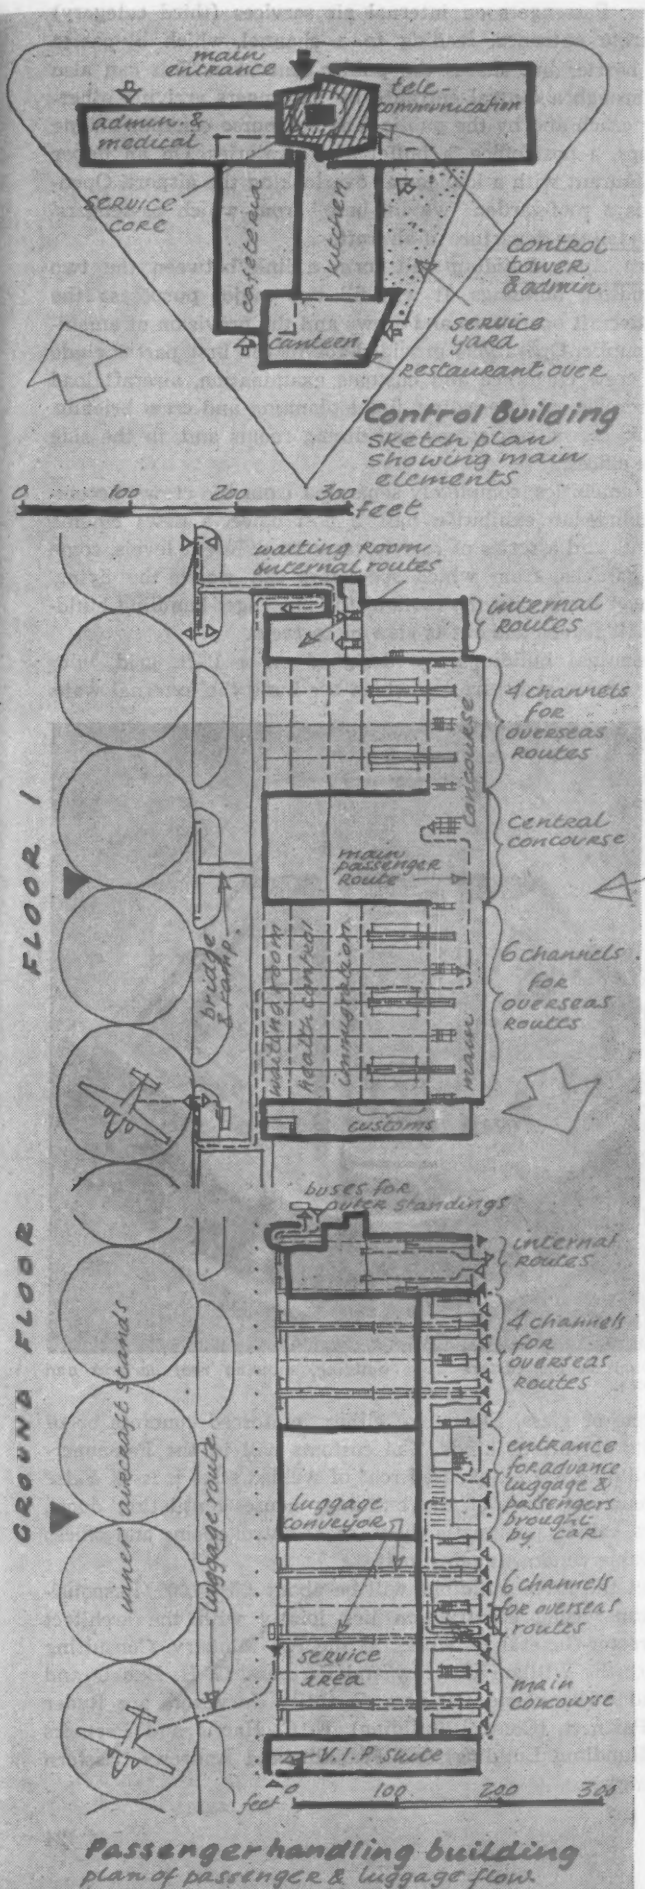 main
entrance
tele-
communication
admin. &
medical
service
core
cafeteria
kitchen
control
tower
& admin
service
yard
canteen
restaurant over
Control Building
sketch plan
showing main
elements
0 100 200 300
feet
waiting room
internal routes
internal
routes
4 channels
for
overseas
routes
concourse
central
concourse
main
passenger
route
FLOOR 1
bridge
& ramp
6 channels
for
overseas
routes
waiting room
health control
immigration
main
customs
buses for
outer standings
internal
routes
4 channels
for
overseas
routes
GROUND FLOOR
inner aircraft stands
luggage route
luggage
conveyor
entrance
for advance
luggage &
passengers
brought
by car
6 channels
for overseas
routes
service
area
main
concourse
V.I.P. suite
feet
0 100 200 300
Passenger handling building
plan of passenger & luggage flow